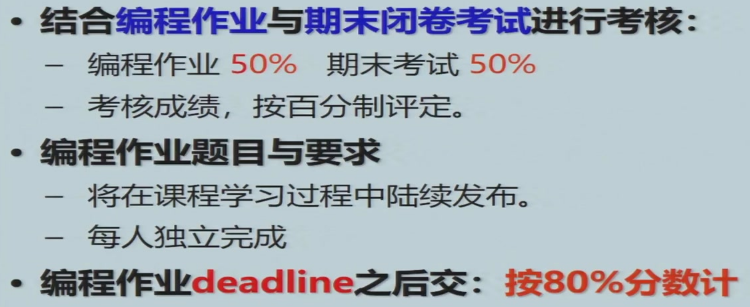 • 结合编程作业与期末闭卷考试进行考核：
– 编程作业 50% 期末考试 50%
– 考核成绩，按百分制评定。
• 编程作业题目与要求
– 将在课程学习过程中陆续发布。
– 每人独立完成
• 编程作业deadline之后交：按80%分数计